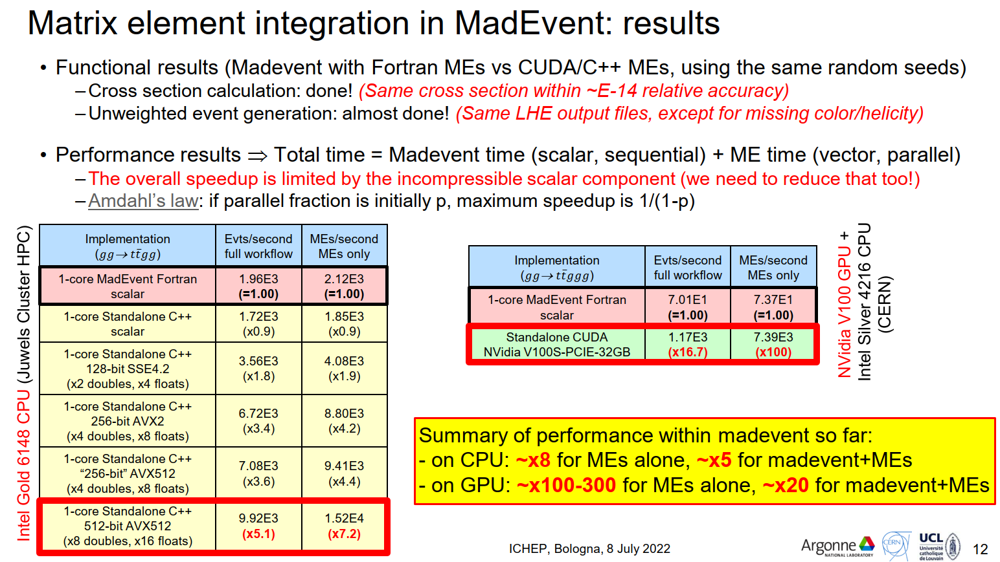 Matrix element integration in MadEvent: results
• Functional results (Madevent with Fortran MEs vs CUDA/C++ MEs, using the same random seeds)
– Cross section calculation: done! (Same cross section within ~E-14 relative accuracy)
– Unweighted event generation: almost done! (Same LHE output files, except for missing color/helicity)
• Performance results ⇒ Total time = Madevent time (scalar, sequential) + ME time (vector, parallel)
– The overall speedup is limited by the incompressible scalar component (we need to reduce that too!)
– Amdahl’s law: if parallel fraction is initially p, maximum speedup is 1/(1-p)
Intel Gold 6148 CPU (Juwels Cluster HPC)
Implementation
(gg→tt̄gg)
Evts/second
full workflow
MEs/second
MEs only
1-core MadEvent Fortran
scalar
1.96E3
(=1.00)
2.12E3
(=1.00)
1-core Standalone C++
scalar
1.72E3
(x0.9)
1.85E3
(x0.9)
1-core Standalone C++
128-bit SSE4.2
(x2 doubles, x4 floats)
3.56E3
(x1.8)
4.08E3
(x1.9)
1-core Standalone C++
256-bit AVX2
(x4 doubles, x8 floats)
6.72E3
(x3.4)
8.80E3
(x4.2)
1-core Standalone C++
“256-bit” AVX512
(x4 doubles, x8 floats)
7.08E3
(x3.6)
9.41E3
(x4.4)
1-core Standalone C++
512-bit AVX512
(x8 doubles, x16 floats)
9.92E3
(x5.1)
1.52E4
(x7.2)
Implementation
(gg→tt̄ggg)
Evts/second
full workflow
MEs/second
MEs only
1-core MadEvent Fortran
scalar
7.01E1
(=1.00)
7.37E1
(=1.00)
Standalone CUDA
NVidia V100S-PCIE-32GB
1.17E3
(x16.7)
7.39E3
(x100)
NVidia V100 GPU +
Intel Silver 4216 CPU
(CERN)
Summary of performance within madevent so far:
- on CPU: ~x8 for MEs alone, ~x5 for madevent+MEs
- on GPU: ~x100-300 for MEs alone, ~x20 for madevent+MEs
ICHEP, Bologna, 8 July 2022
Argonne
NATIONAL LABORATORY
CERN
UCL
Université
catholique
de Louvain
12